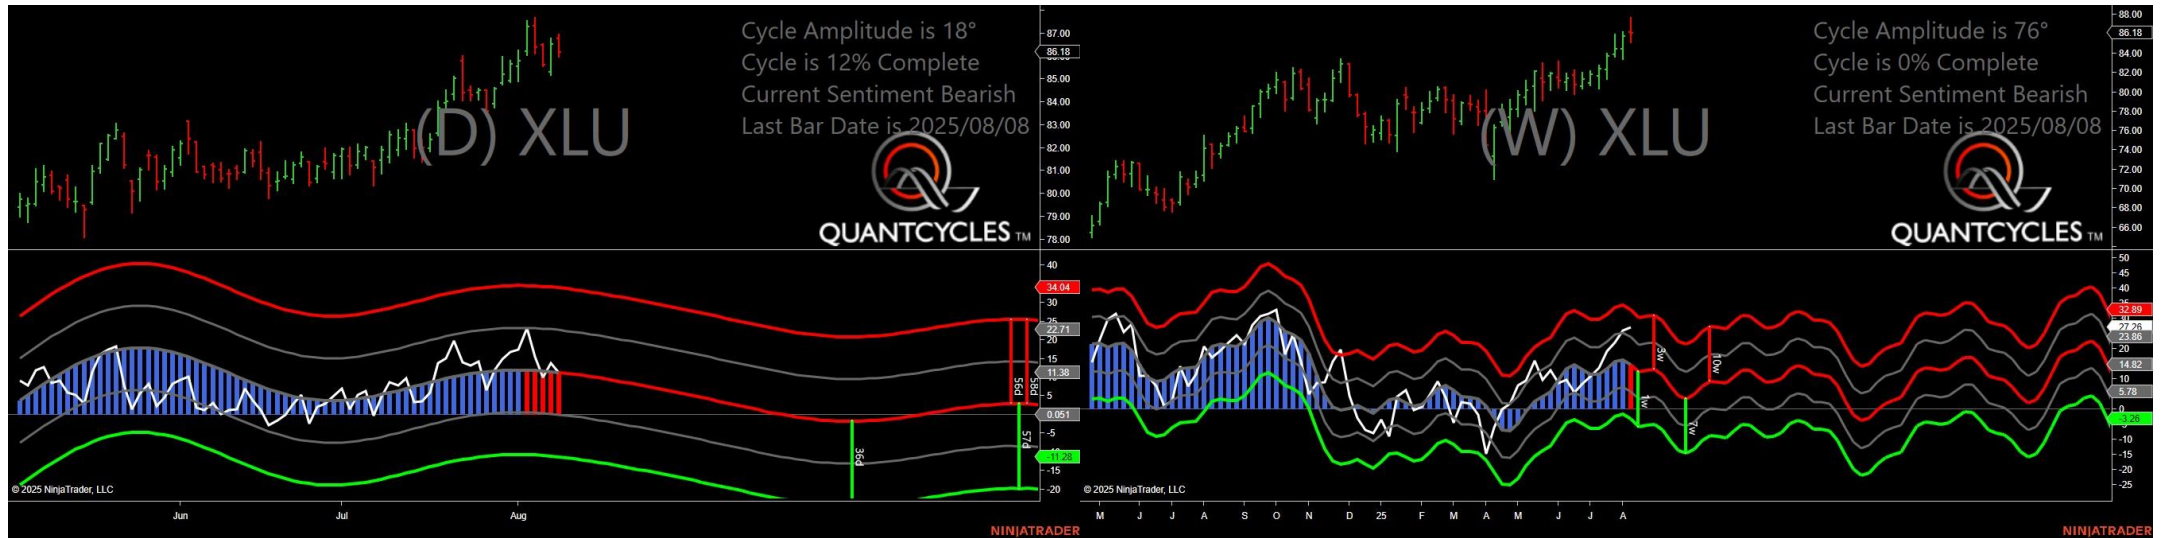 Cycle Amplitude is 18°
Cycle is 12% Complete
Current Sentiment Bearish
Last Bar Date is 2025/08/08
(D) XLU
QUANTCYCLES TM
87.00
86.18
85.00
84.00
83.00
82.00
81.00
80.00
79.00
78.00
40
34.04
30
25
22.71
20
15
11.38
5
0.051
-5
-11.28
-15
-20
56d
58d
57d
36d
© 2025 NinjaTrader, LLC
Jun
Jul
Aug
NINJATRADER
Cycle Amplitude is 76°
Cycle is 0% Complete
Current Sentiment Bearish
Last Bar Date is 2025/08/08
(W) XLU
QUANTCYCLES TM
88.00
86.18
84.00
82.00
80.00
78.00
76.00
74.00
72.00
70.00
68.00
66.00
50
45
40
35
32.89
27.26
23.86
20
14.82
10
5.78
0
-3.26
-10
-15
-20
-25
3w
10w
1w
7w
© 2025 NinjaTrader, LLC
M
J
J
A
S
O
N
D
25
F
M
A
M
J
J
A
NINJATRADER